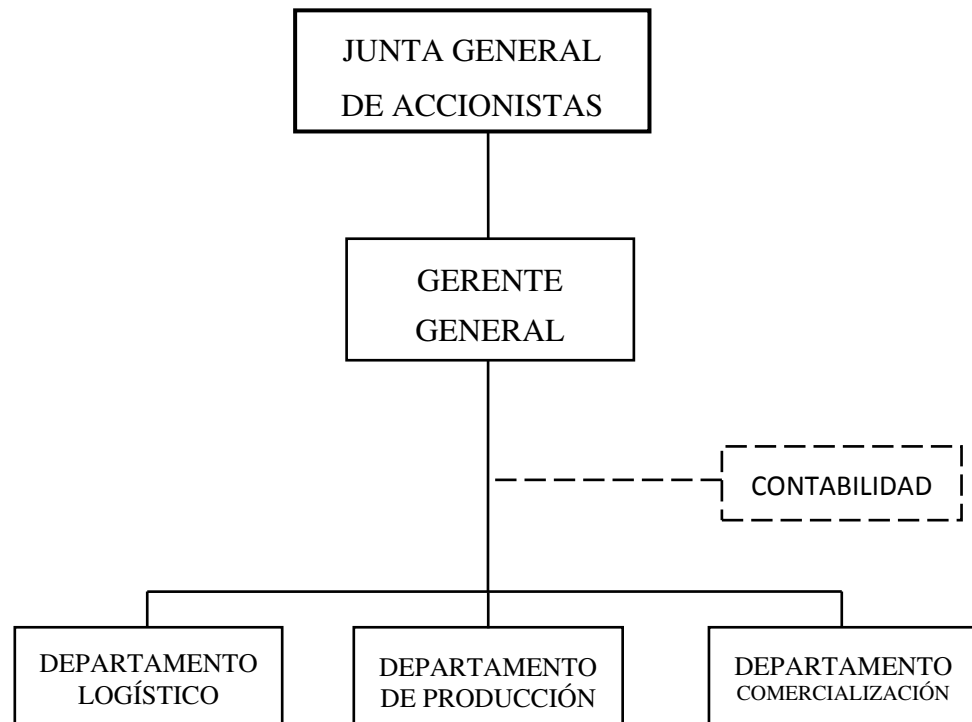 JUNTA GENERAL
DE ACCIONISTAS
GERENTE
GENERAL
CONTABILIDAD
DEPARTAMENTO
LOGÍSTICO
DEPARTAMENTO
DE PRODUCCIÓN
DEPARTAMENTO
COMERCIALIZACIÓN